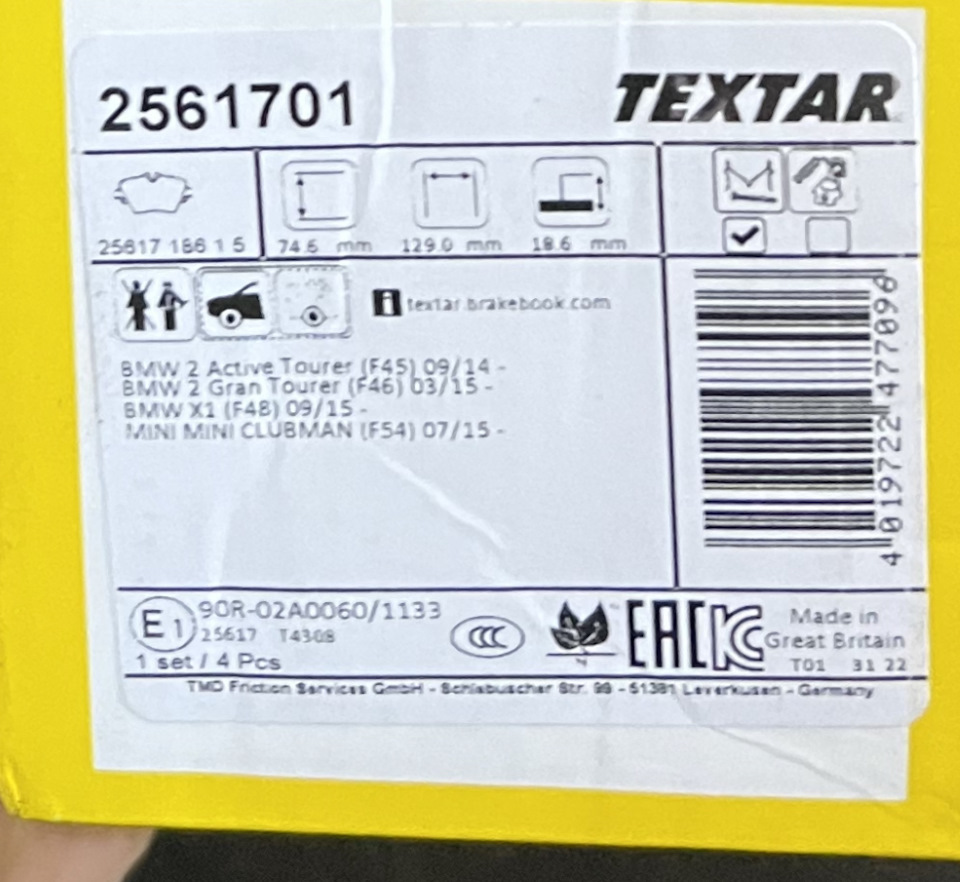 2561701
TEXTAR
25617 186 1 5
74.6 mm
129.0 mm
18.6 mm
i textar.brakebook.com
BMW 2 Active Tourer (F45) 09/14 -
BMW 2 Gran Tourer (F46) 03/15 -
BMW X1 (F48) 09/15 -
MINI MINI CLUBMAN (F54) 07/15 -
4 019722 477096
E1
90R-02A0060/1133
25617 T4308
1 set / 4 Pcs
CCC
N
EAC
KC
Made in
Great Britain
T01 31 22
TMD Friction Services GmbH - Schlebuscher Str. 99 - 51381 Leverkusen - Germany